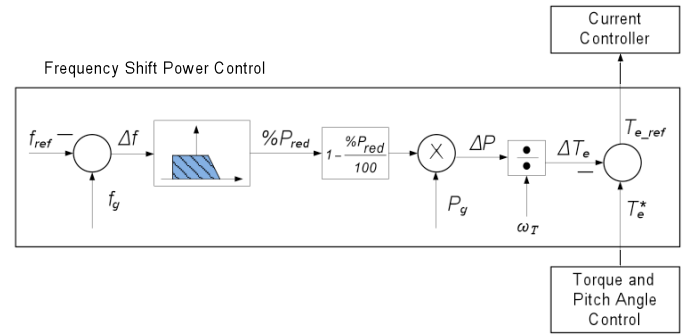 Current
Controller
Frequency Shift Power Control
f_ref − Δf %P_red 1- %P_red / 100 X ΔP ÷ ΔT_e − T_e_ref
f_g P_g ω_T T_e*
Torque and
Pitch Angle
Control